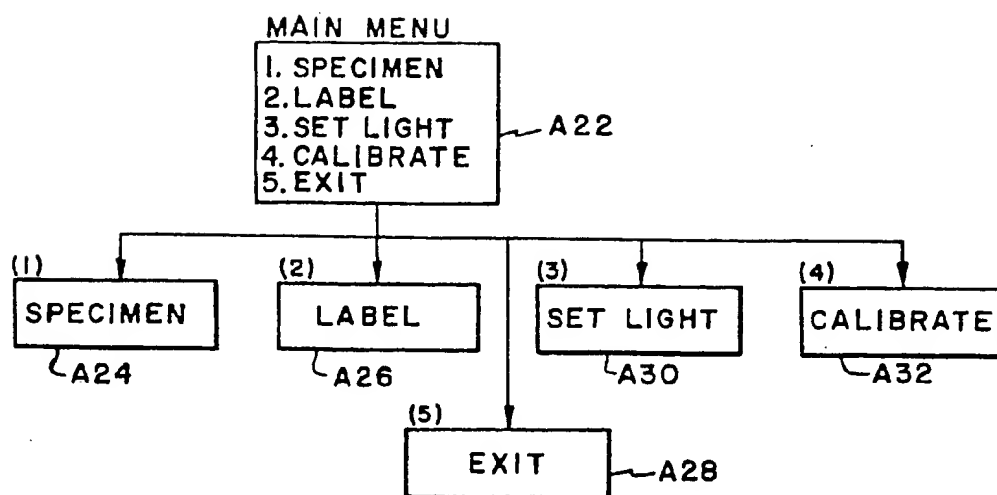 MAIN MENU
1. SPECIMEN
2. LABEL
3. SET LIGHT
4. CALIBRATE
5. EXIT
A22
(1)
SPECIMEN
A24
(2)
LABEL
A26
(3)
SET LIGHT
A30
(4)
CALIBRATE
A32
(5)
EXIT
A28